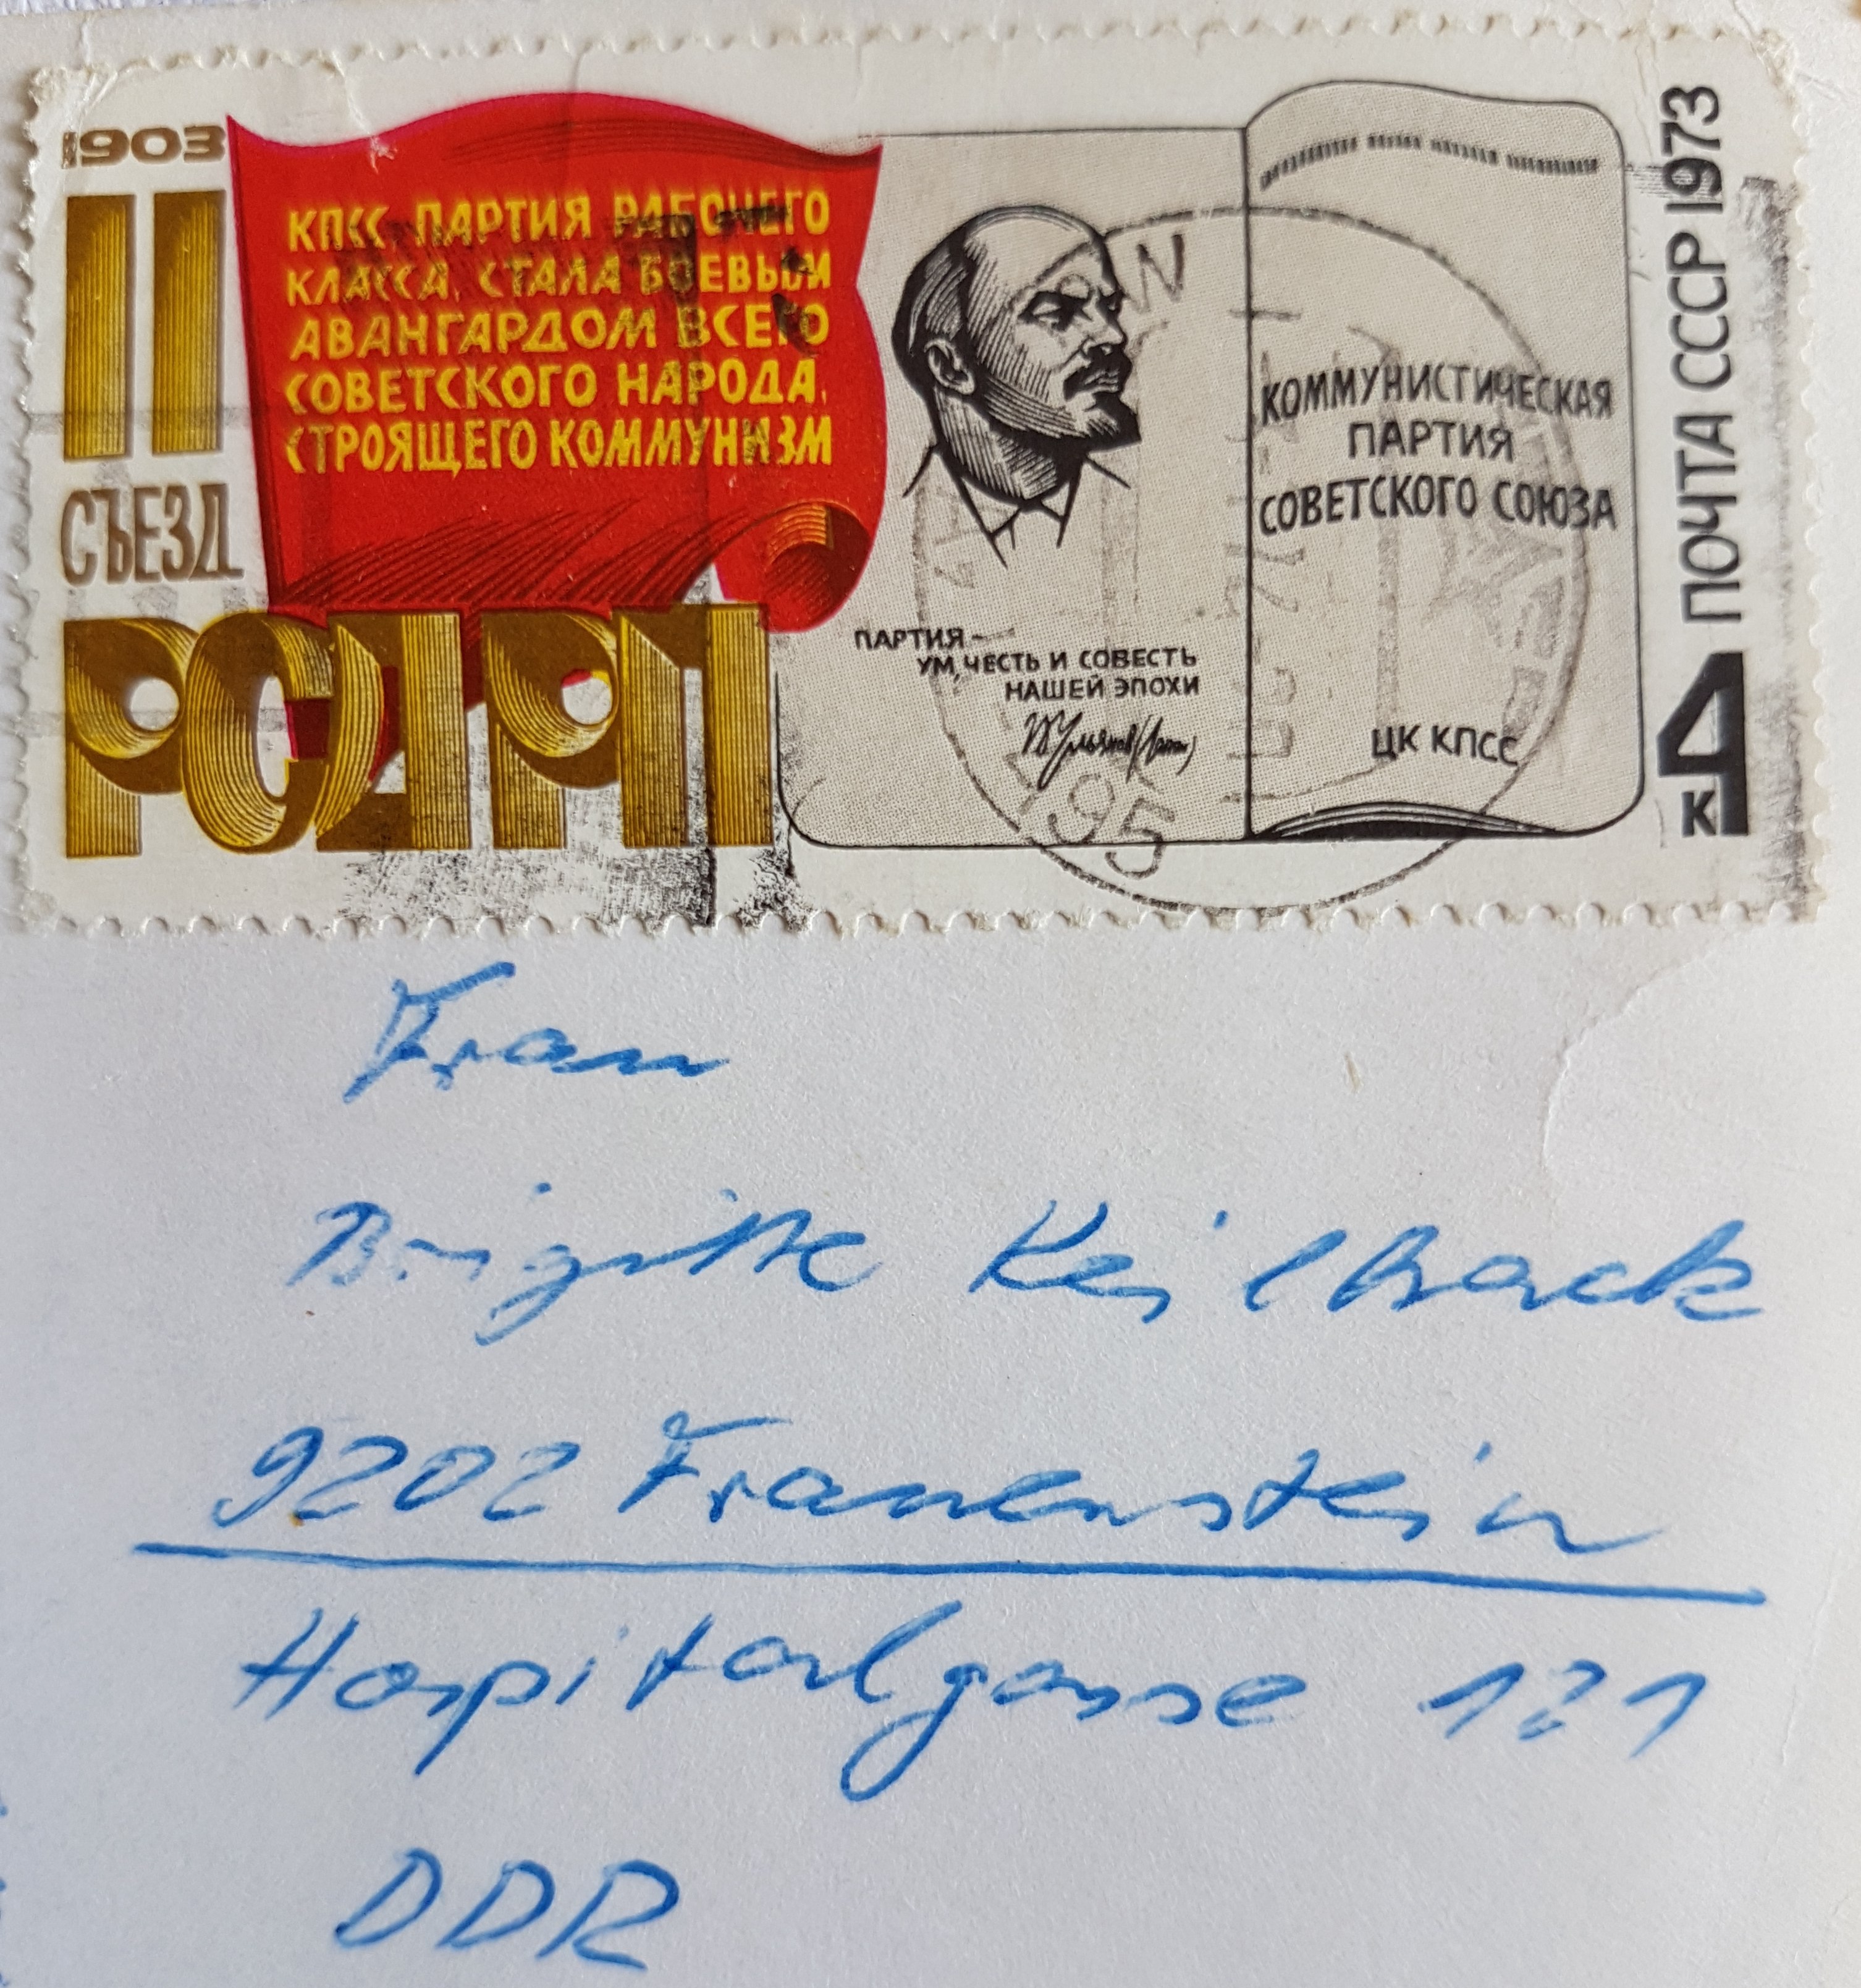 1903
II
СЪЕЗД
РСДРП
КПСС, ПАРТИЯ РАБОЧЕГО
КЛАССА, СТАЛА БОЕВЫМ
АВАНГАРДОМ ВСЕГО
СОВЕТСКОГО НАРОДА,
СТРОЯЩЕГО КОММУНИЗМ
ПАРТИЯ –
УМ, ЧЕСТЬ И СОВЕСТЬ
НАШЕЙ ЭПОХИ
КОММУНИСТИЧЕСКАЯ
ПАРТИЯ
СОВЕТСКОГО СОЮЗА
ЦК КПСС
ПОЧТА СССР 1973
4 к
195
Frau
Brigitte Keilhack
9202 Frauenstein
Hospitalgasse 121
DDR